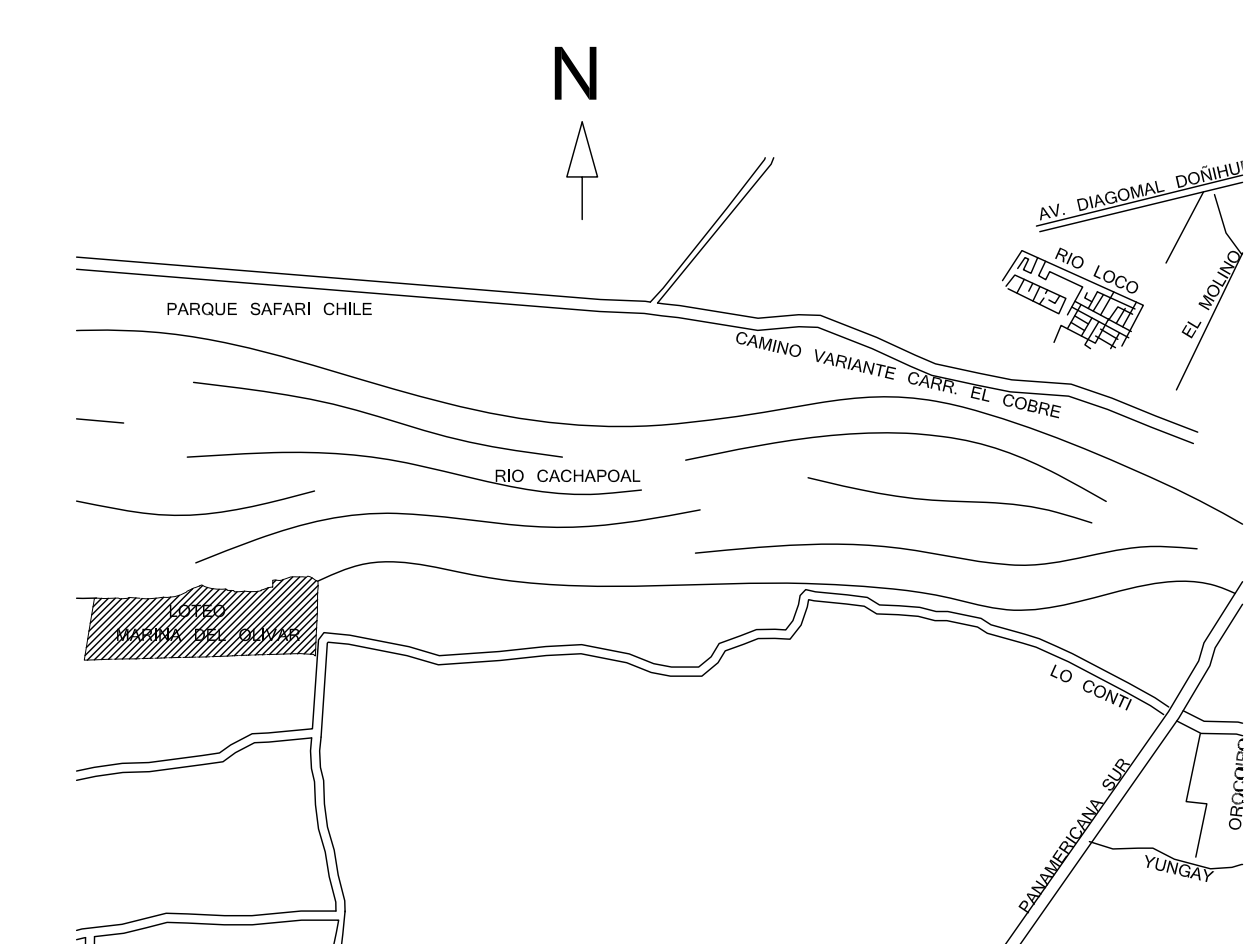 N
AV. DIAGOMAL DOÑIHU
RIO LOCO
EL MOLINO
PARQUE SAFARI CHILE
CAMINO VARIANTE CARR. EL COBRE
RIO CACHAPOAL
LOTEO
MARINA DEL OLIVAR
LO CONTI
PANAMERICANA SUR
YUNGAY